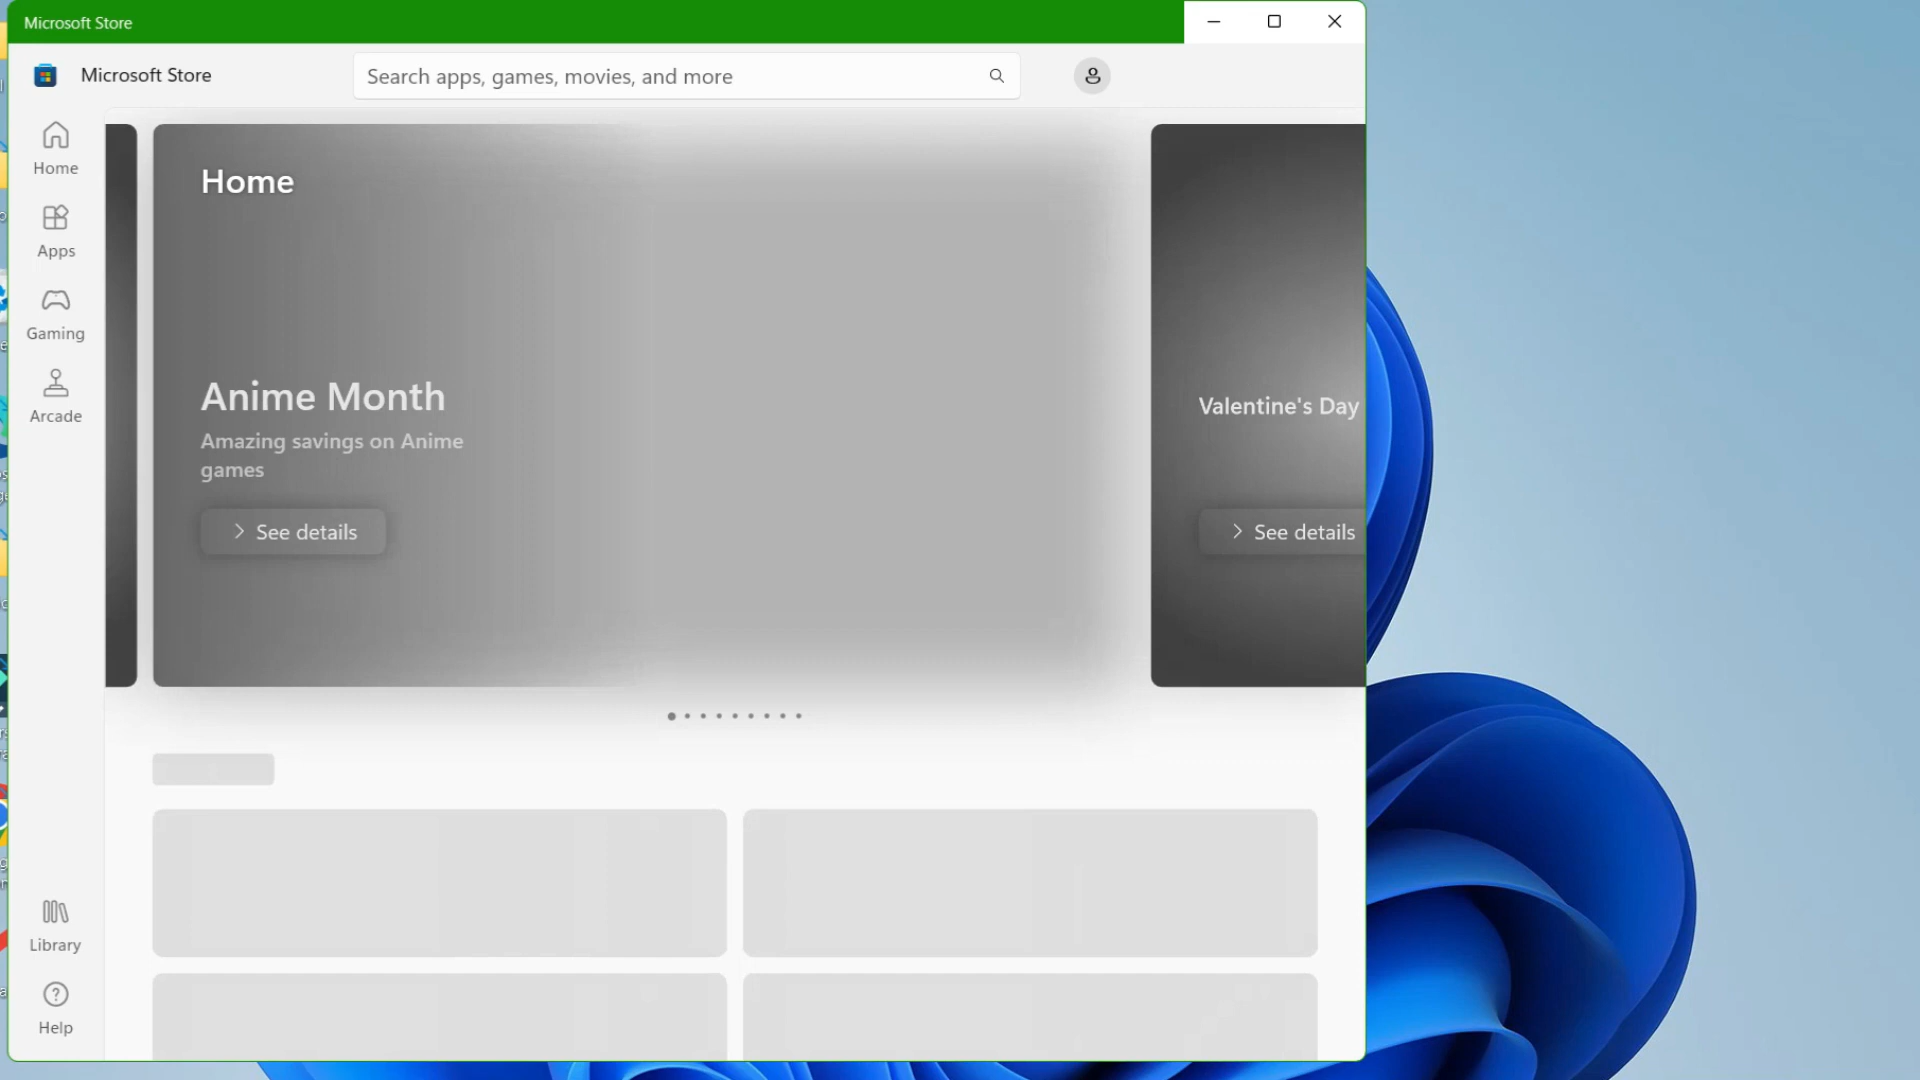 Microsoft Store
Microsoft Store
Search apps, games, movies, and more
Home
Apps
Gaming
Arcade
Library
Help
Home
Anime Month
Amazing savings on Anime
games
See details
Valentine's Day
See details